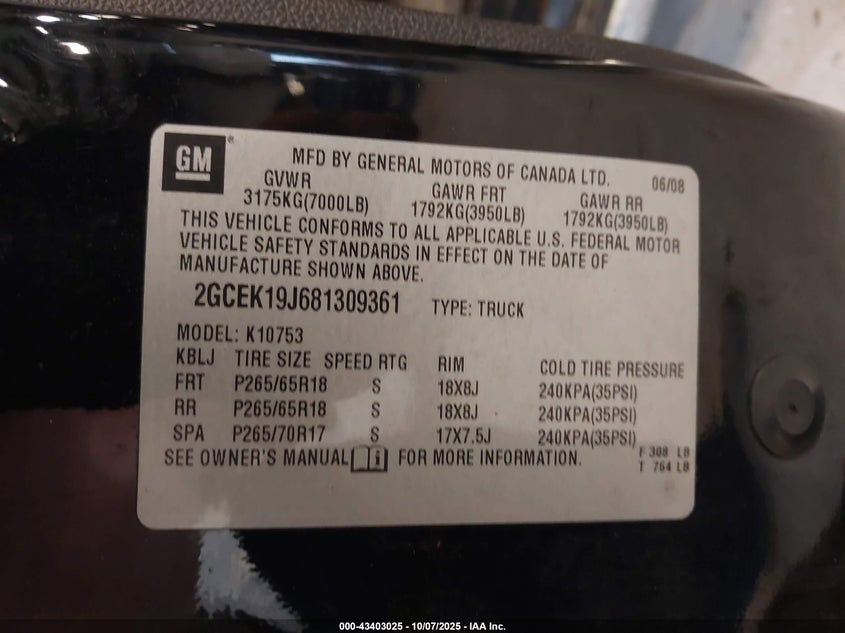 GM ® MFD BY GENERAL MOTORS OF CANADA LTD. 06/08
GVWR GAWR FRT GAWR RR
3175KG(7000LB) 1792KG(3950LB) 1792KG(3950LB)
THIS VEHICLE CONFORMS TO ALL APPLICABLE U.S. FEDERAL MOTOR
VEHICLE SAFETY STANDARDS IN EFFECT ON THE DATE OF
MANUFACTURE SHOWN ABOVE.
2GCEK19J681309361 TYPE: TRUCK
MODEL: K10753
KBLJ TIRE SIZE SPEED RTG RIM COLD TIRE PRESSURE
FRT P265/65R18 S 18X8J 240KPA(35PSI)
RR P265/65R18 S 18X8J 240KPA(35PSI)
SPA P265/70R17 S 17X7.5J 240KPA(35PSI)
SEE OWNER'S MANUAL i FOR MORE INFORMATION.
F 308 LB
T 764 LB
000-43403025 - 10/07/2025 - IAA Inc.